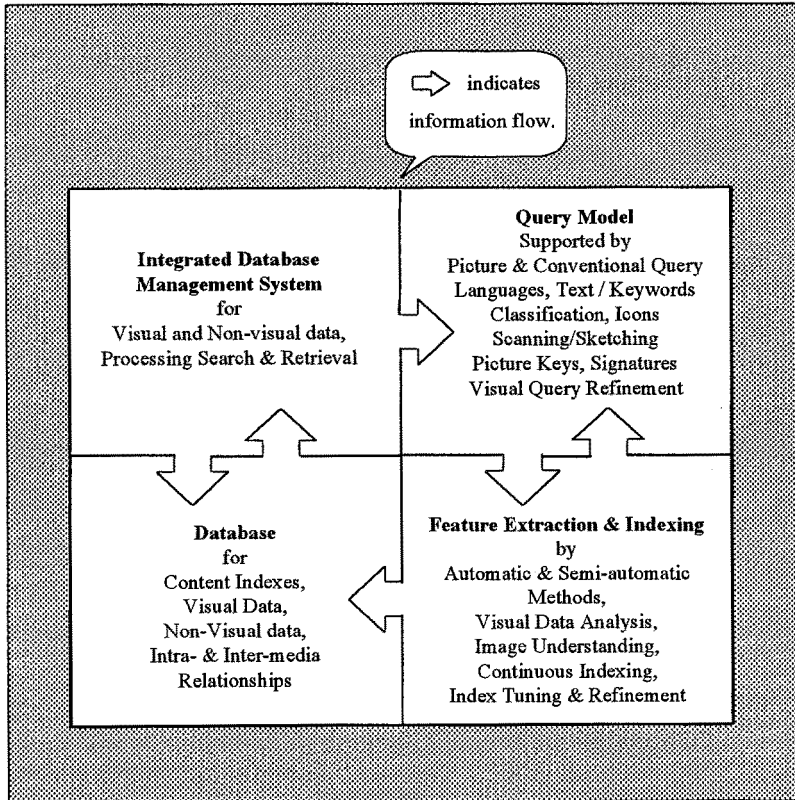 indicates
information flow.
Integrated Database
Management System
for
Visual and Non-visual data,
Processing Search & Retrieval
Query Model
Supported by
Picture & Conventional Query
Languages, Text / Keywords
Classification, Icons
Scanning/Sketching
Picture Keys, Signatures
Visual Query Refinement
Database
for
Content Indexes,
Visual Data,
Non-Visual data,
Intra- & Inter-media
Relationships
Feature Extraction & Indexing
by
Automatic & Semi-automatic
Methods,
Visual Data Analysis,
Image Understanding,
Continuous Indexing,
Index Tuning & Refinement